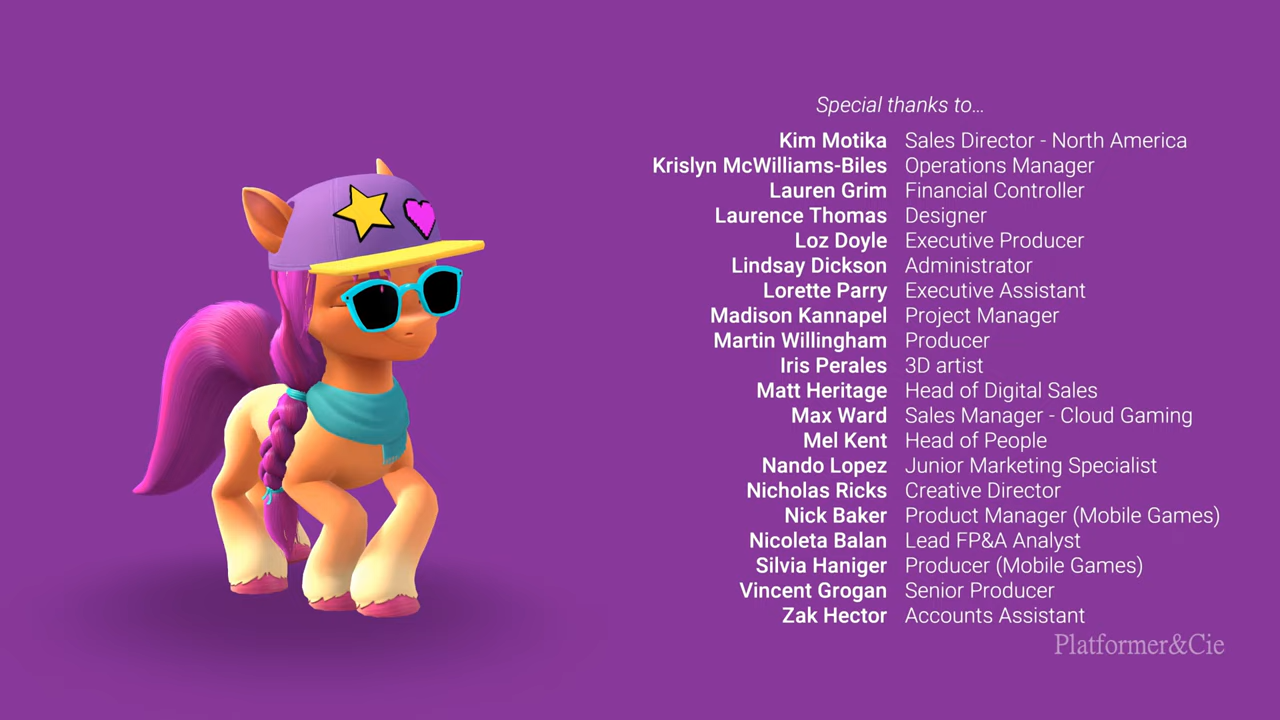 Special thanks to...
Kim Motika Sales Director - North America
Krislyn McWilliams-Biles Operations Manager
Lauren Grim Financial Controller
Laurence Thomas Designer
Loz Doyle Executive Producer
Lindsay Dickson Administrator
Lorette Parry Executive Assistant
Madison Kannapel Project Manager
Martin Willingham Producer
Iris Perales 3D artist
Matt Heritage Head of Digital Sales
Max Ward Sales Manager - Cloud Gaming
Mel Kent Head of People
Nando Lopez Junior Marketing Specialist
Nicholas Ricks Creative Director
Nick Baker Product Manager (Mobile Games)
Nicoleta Balan Lead FP&A Analyst
Silvia Haniger Producer (Mobile Games)
Vincent Grogan Senior Producer
Zak Hector Accounts Assistant
Platformer&Cie